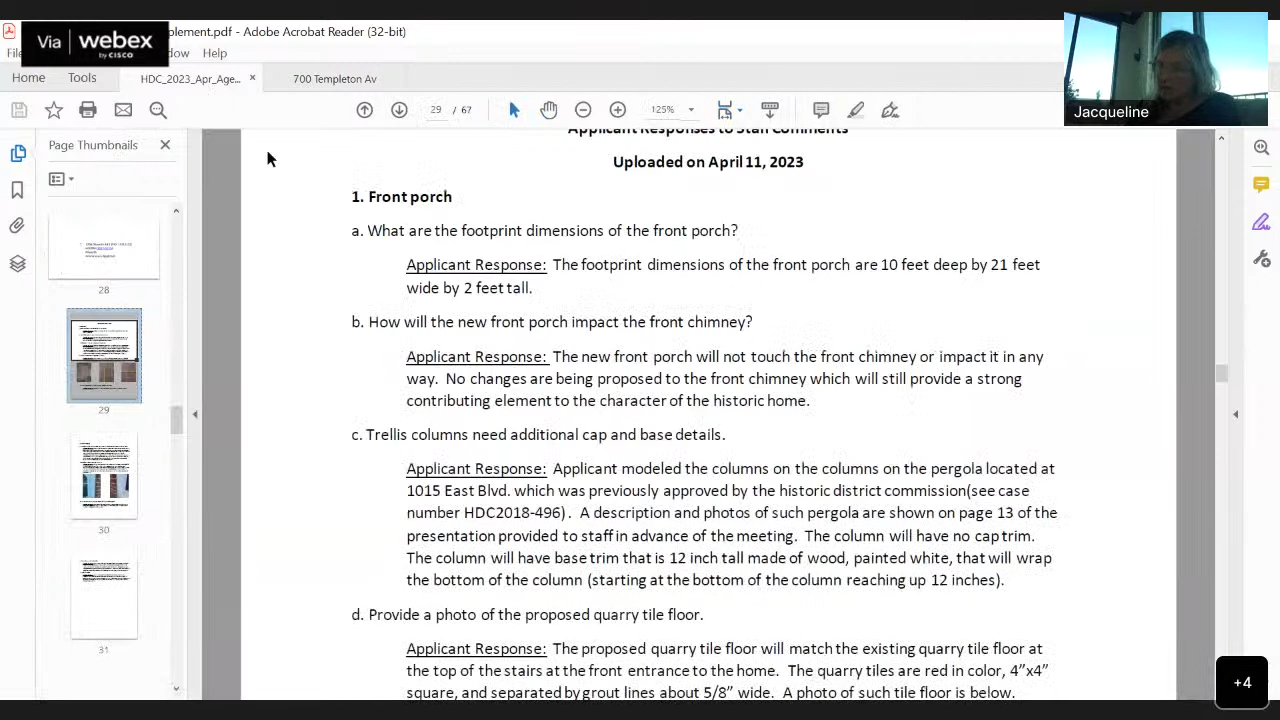 Via webex by CISCO
plement.pdf - Adobe Acrobat Reader (32-bit)
Fil dow Help
Home Tools HDC_2023_Apr_Age... × 700 Templeton Av
29 / 67 125%
Page Thumbnails
28
29
30
31
Applicant Responses to Staff Comments
Uploaded on April 11, 2023
1. Front porch
a. What are the footprint dimensions of the front porch?
Applicant Response: The footprint dimensions of the front porch are 10 feet deep by 21 feet
wide by 2 feet tall.
b. How will the new front porch impact the front chimney?
Applicant Response: The new front porch will not touch the front chimney or impact it in any
way. No changes are being proposed to the front chimney which will still provide a strong
contributing element to the character of the historic home.
c. Trellis columns need additional cap and base details.
Applicant Response: Applicant modeled the columns on the columns on the pergola located at
1015 East Blvd. which was previously approved by the historic district commission(see case
number HDC2018-496). A description and photos of such pergola are shown on page 13 of the
presentation provided to staff in advance of the meeting. The column will have no cap trim.
The column will have base trim that is 12 inch tall made of wood, painted white, that will wrap
the bottom of the column (starting at the bottom of the column reaching up 12 inches).
d. Provide a photo of the proposed quarry tile floor.
Applicant Response: The proposed quarry tile floor will match the existing quarry tile floor at
the top of the stairs at the front entrance to the home. The quarry tiles are red in color, 4”x4”
square, and separated by grout lines about 5/8” wide. A photo of such tile floor is below.
Jacqueline
+4